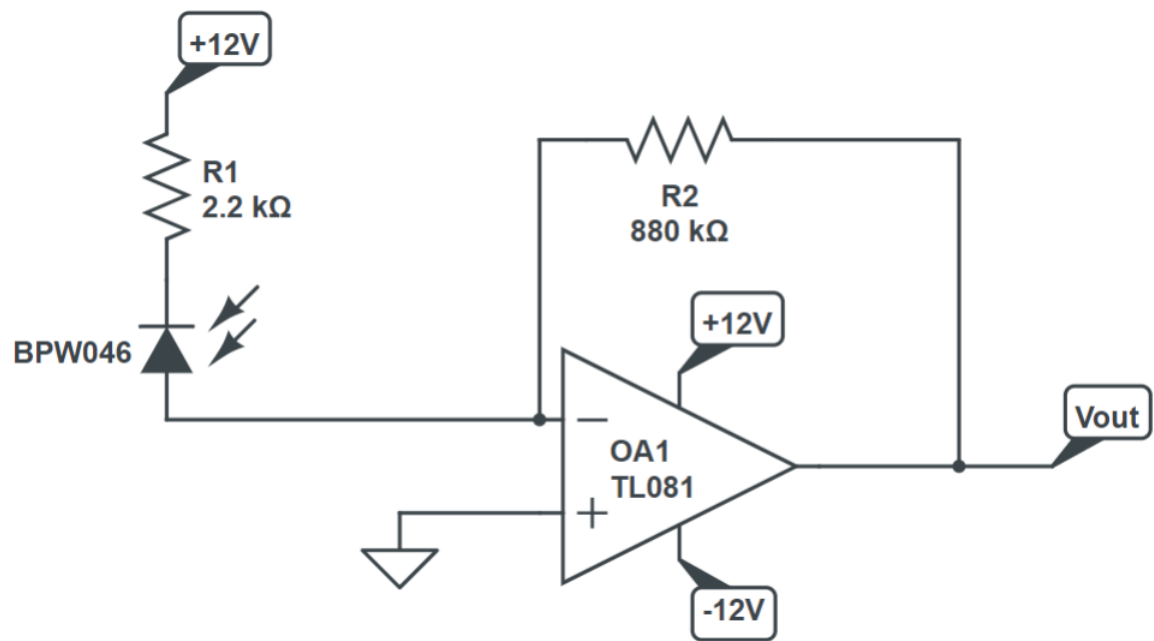 +12V
R1
2.2 kΩ
R2
880 kΩ
+12V
BPW046
−
OA1
TL081
+
Vout
-12V